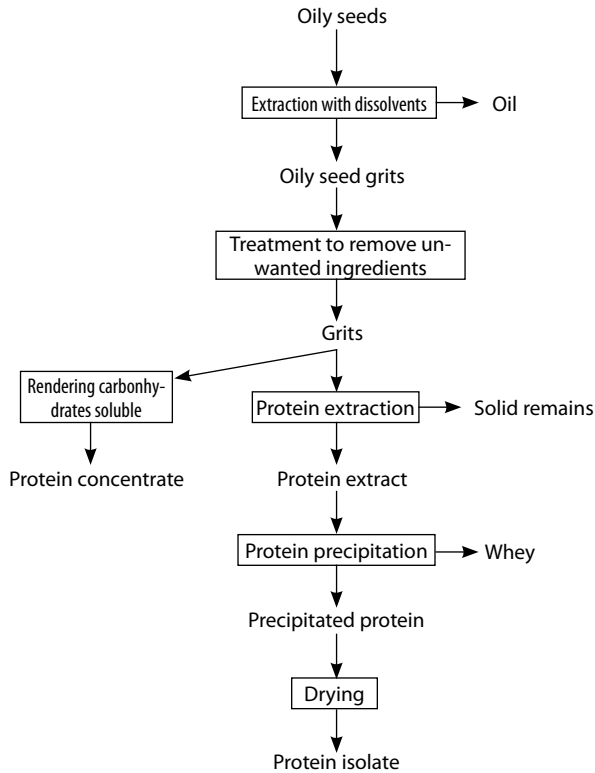 Oily seeds
Extraction with dissolvents
Oil
Oily seed grits
Treatment to remove un-
wanted ingredients
Grits
Rendering carbonhy-
drates soluble
Protein extraction
Solid remains
Protein concentrate
Protein extract
Protein precipitation
Whey
Precipitated protein
Drying
Protein isolate